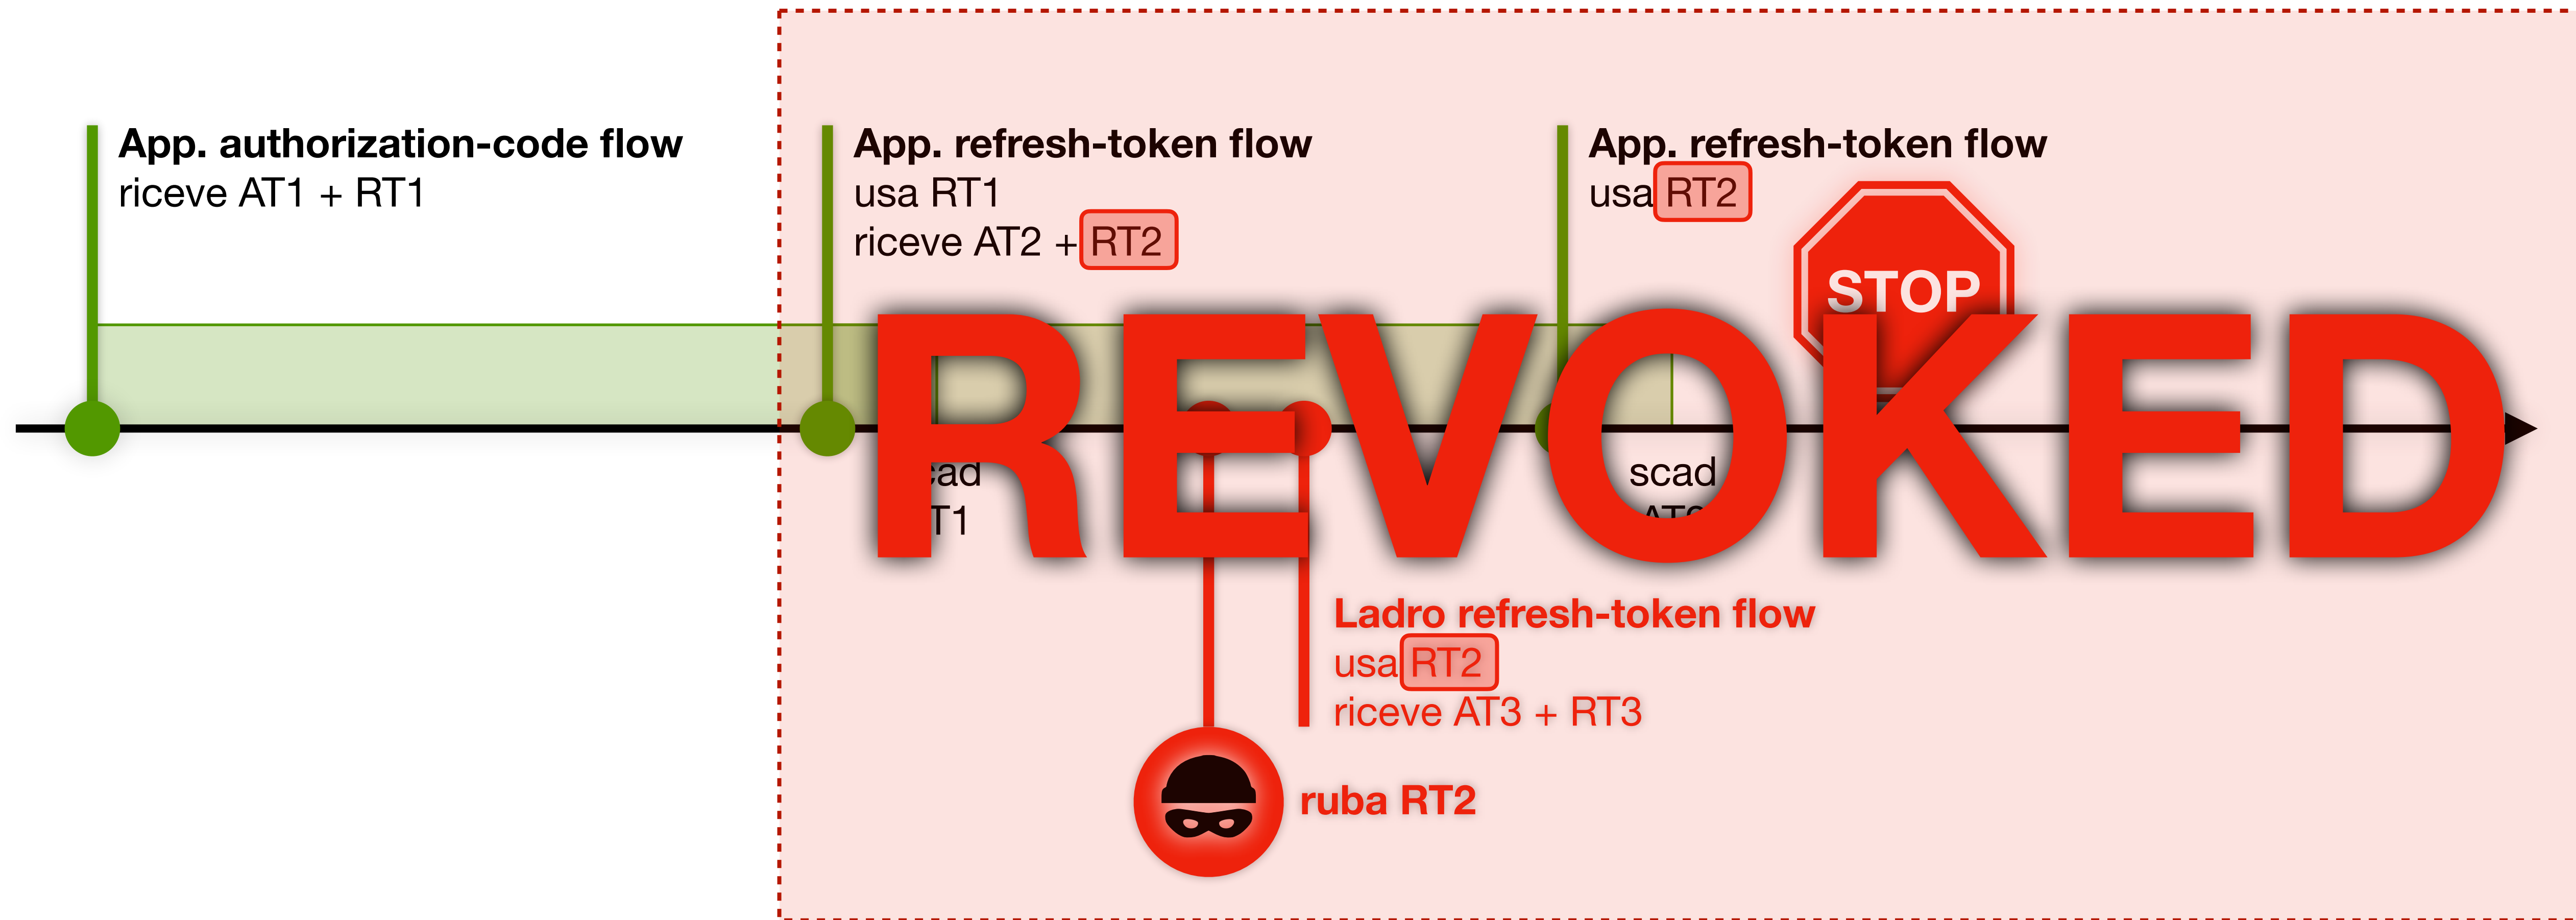 App. authorization-code flow
riceve AT1 + RT1
App. refresh-token flow
usa RT1
riceve AT2 + RT2
App. refresh-token flow
usa RT2
STOP
REVOKED
scad
Ladro refresh-token flow
usa RT2
riceve AT3 + RT3
ruba RT2